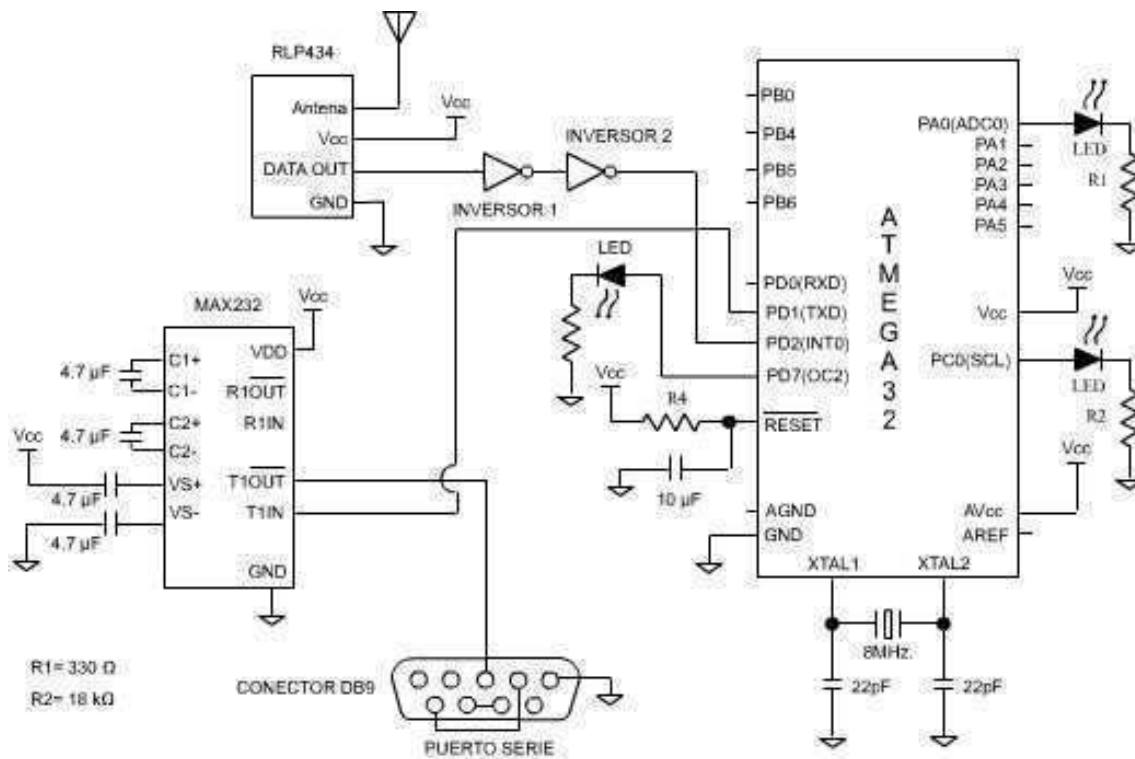 RLP434
Antena
Vcc
DATA OUT
GND
Vcc
INVERSOR 1
INVERSOR 2
MAX232
C1+
C1-
C2+
C2-
VS+
VS-
VDD
R1OUT
R1IN
T1OUT
T1IN
GND
Vcc
4.7 µF
4.7 µF
Vcc
4.7 µF
4.7 µF
LED
Vcc
R4
10 µF
PB0
PB4
PB5
PB6
PD0(RXD)
PD1(TXD)
PD2(INT0)
PD7(OC2)
RESET
AGND
GND
ATMEGA32
PA0(ADC0)
PA1
PA2
PA3
PA4
PA5
Vcc
PC0(SCL)
AVcc
AREF
XTAL1
XTAL2
LED
R1
Vcc
LED
R2
Vcc
8MHz.
22pF
22pF
R1= 330 Ω
R2= 18 kΩ
CONECTOR DB9
PUERTO SERIE